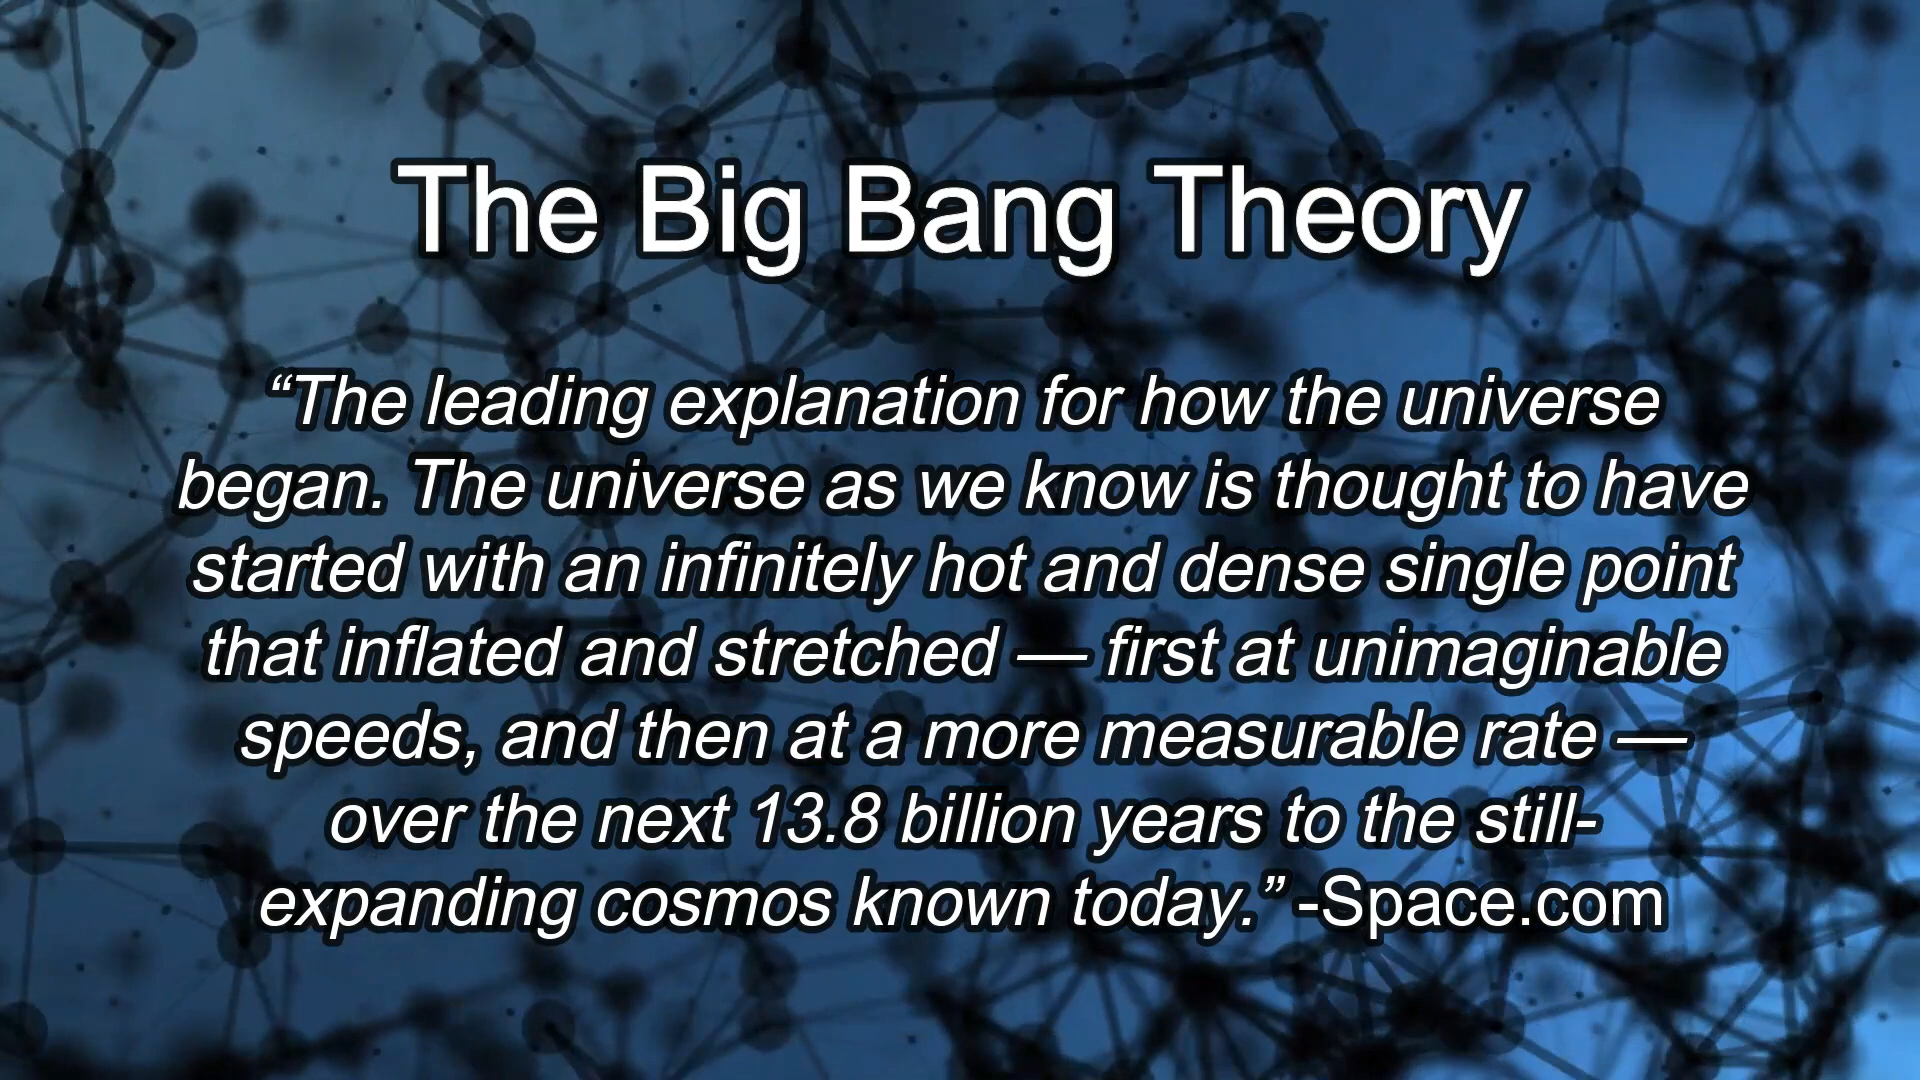 The Big Bang Theory
“The leading explanation for how the universe
began. The universe as we know is thought to have
started with an infinitely hot and dense single point
that inflated and stretched — first at unimaginable
speeds, and then at a more measurable rate —
over the next 13.8 billion years to the still-
expanding cosmos known today.” -Space.com